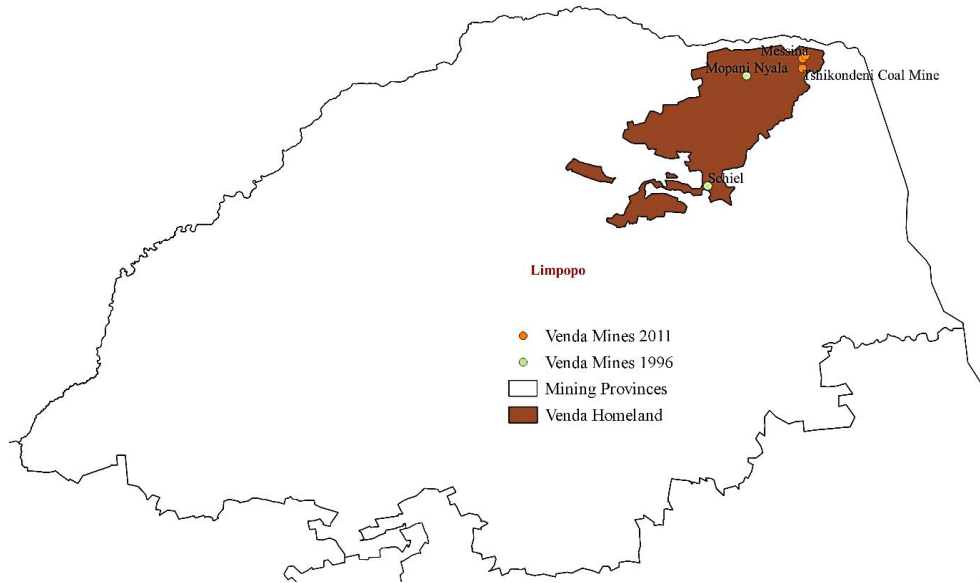 Messina
Mopani Nyala
Tshikondeni Coal Mine
Schiel
Limpopo
Venda Mines 2011
Venda Mines 1996
Mining Provinces
Venda Homeland